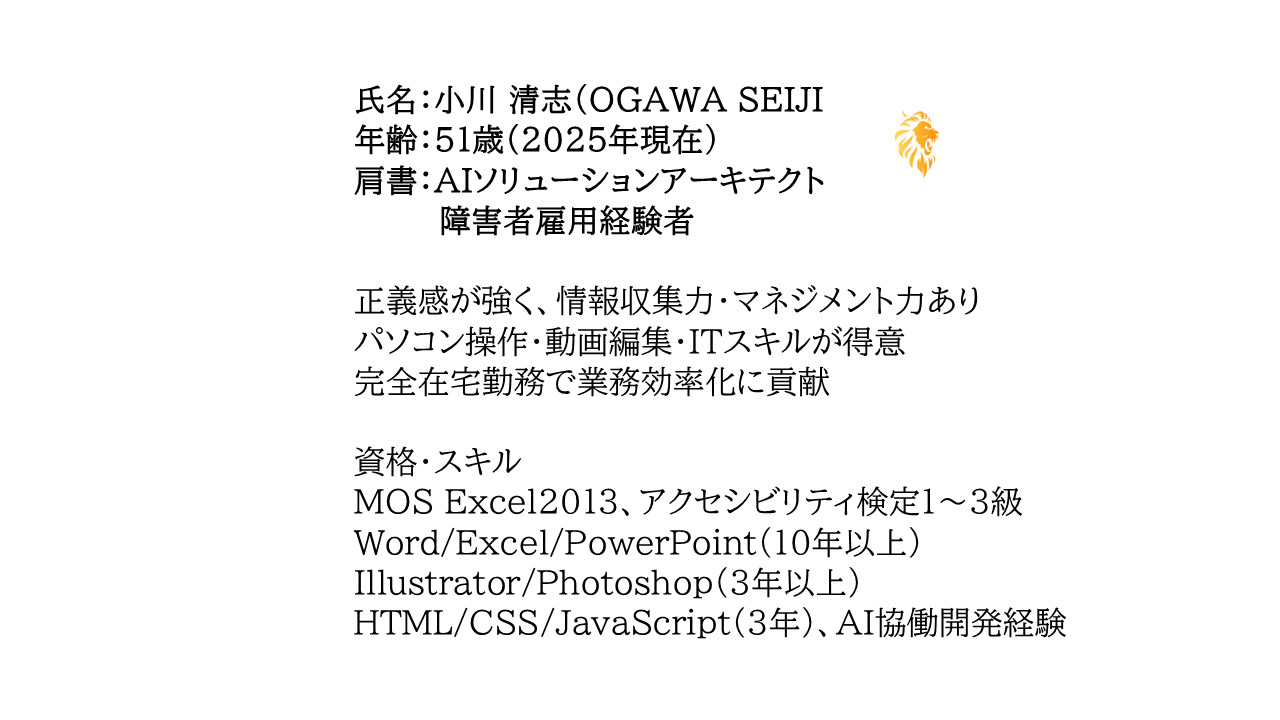 氏名：小川 清志（OGAWA SEIJI
年齢：51歳（2025年現在）
肩書：AIソリューションアーキテクト
障害者雇用経験者
正義感が強く、情報収集力・マネジメント力あり
パソコン操作・動画編集・ITスキルが得意
完全在宅勤務で業務効率化に貢献
資格・スキル
MOS Excel2013、アクセシビリティ検定1～3級
Word/Excel/PowerPoint（10年以上）
Illustrator/Photoshop（3年以上）
HTML/CSS/JavaScript（3年）、AI協働開発経験